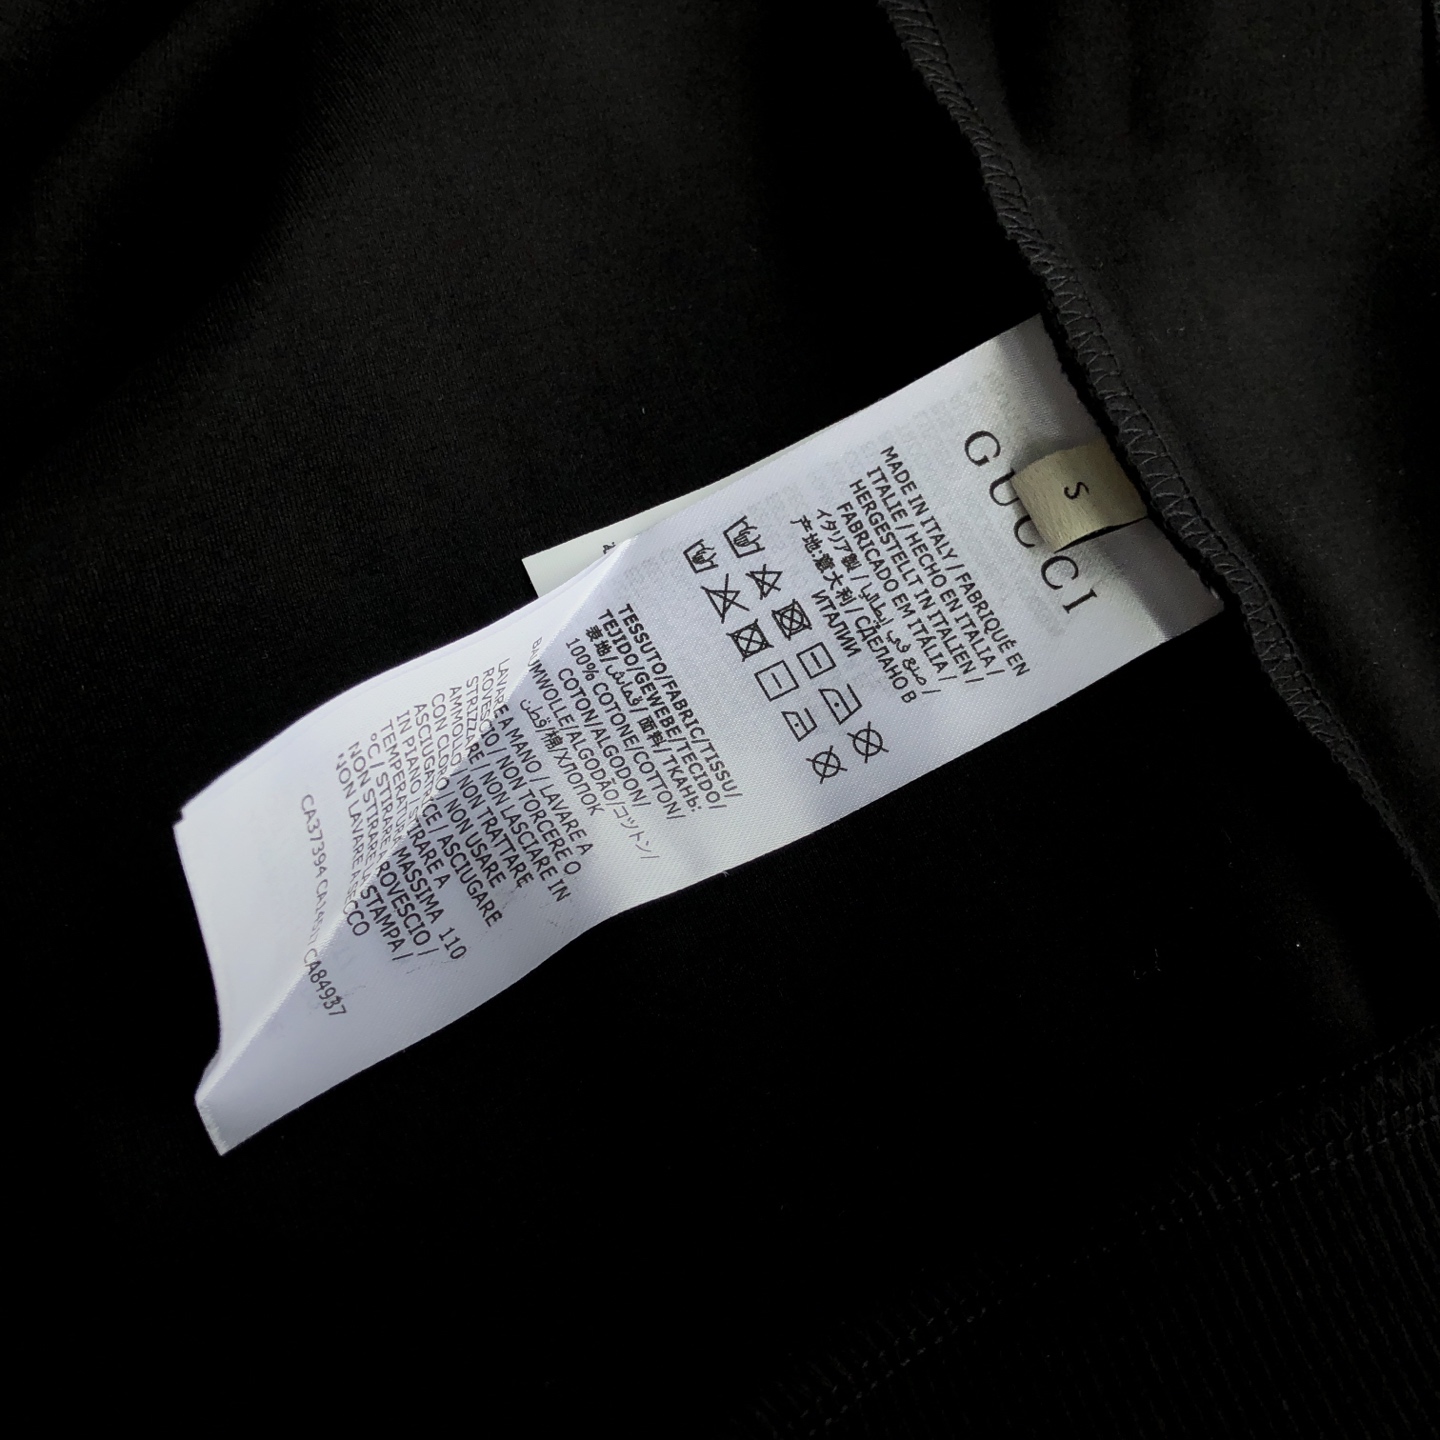 GUCCI
S
MADE IN ITALY / FABRIQUÉ EN
ITALIE / HECHO EN ITALIA /
HERGESTELLT IN ITALIEN /
FABRICADO EM ITÁLIA /
イタリア製 / صنع في إيطاليا /
产地:意大利 / СДЕЛАНО В
ИТАЛИИ
TESSUTO/FABRIC/TISSU/
TEJIDO/GEWEBE/TECIDO/
表地/قماش/ 面料/ ТКАНЬ:
100% COTONE/COTTON/
COTON/ALGODON/
BAUMWOLLE/ALGODÃO/コットン/
قطن/棉/ХЛОПОК
LAVARE A MANO / LAVARE A
ROVESCIO / NON TORCERE O
STRIZZARE / NON LASCIARE IN
AMMOLLO / NON TRATTARE
CON CLORO / NON USARE
ASCIUGATRICE / ASCIUGARE
IN PIANO / STIRARE A
TEMPERATURA MASSIMA 110
°C / STIRARE A ROVESCIO /
NON STIRARE LA STAMPA /
NON LAVARE A SECCO
CA37394 CA84937